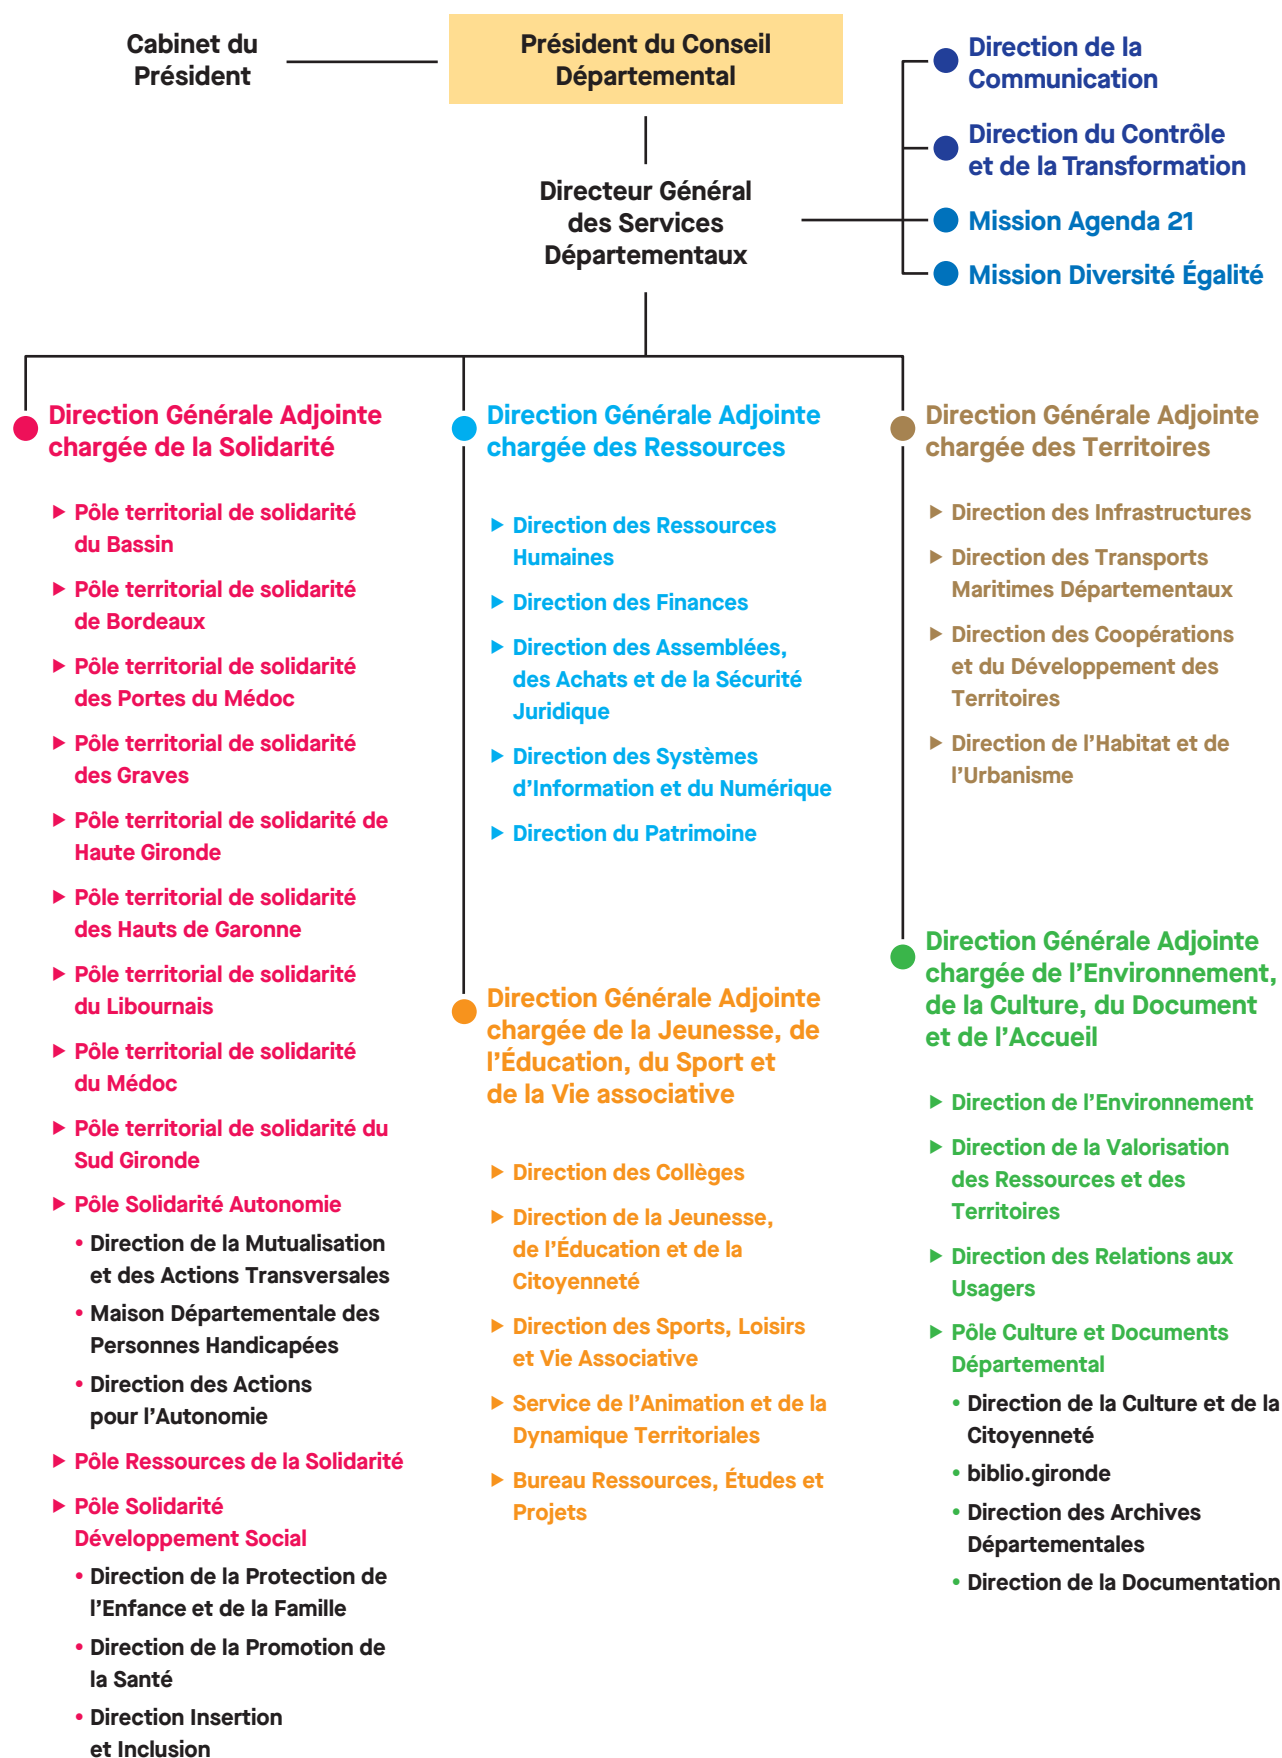 Cabinet du
Président
Président du Conseil
Départemental
Directeur Général
des Services
Départementaux
Direction de la
Communication
Direction du Contrôle
et de la Transformation
Mission Agenda 21
Mission Diversité Égalité
Direction Générale Adjointe
chargée de la Solidarité
Pôle territorial de solidarité
du Bassin
Pôle territorial de solidarité
de Bordeaux
Pôle territorial de solidarité
des Portes du Médoc
Pôle territorial de solidarité
des Graves
Pôle territorial de solidarité de
Haute Gironde
Pôle territorial de solidarité
des Hauts de Garonne
Pôle territorial de solidarité
du Libournais
Pôle territorial de solidarité
du Médoc
Pôle territorial de solidarité du
Sud Gironde
Pôle Solidarité Autonomie
• Direction de la Mutualisation
et des Actions Transversales
• Maison Départementale des
Personnes Handicapées
• Direction des Actions
pour l'Autonomie
Pôle Ressources de la Solidarité
Pôle Solidarité
Développement Social
• Direction de la Protection de
l'Enfance et de la Famille
• Direction de la Promotion de
la Santé
• Direction Insertion
et Inclusion
Direction Générale Adjointe
chargée des Ressources
Direction des Ressources
Humaines
Direction des Finances
Direction des Assemblées,
des Achats et de la Sécurité
Juridique
Direction des Systèmes
d'Information et du Numérique
Direction du Patrimoine
Direction Générale Adjointe
chargée de la Jeunesse, de
l'Éducation, du Sport et
de la Vie associative
Direction des Collèges
Direction de la Jeunesse,
de l'Éducation et de la
Citoyenneté
Direction des Sports, Loisirs
et Vie Associative
Service de l'Animation et de la
Dynamique Territoriales
Bureau Ressources, Études et
Projets
Direction Générale Adjointe
chargée des Territoires
Direction des Infrastructures
Direction des Transports
Maritimes Départementaux
Direction des Coopérations
et du Développement des
Territoires
Direction de l'Habitat et de
l'Urbanisme
Direction Générale Adjointe
chargée de l'Environnement,
de la Culture, du Document
et de l'Accueil
Direction de l'Environnement
Direction de la Valorisation
des Ressources et des
Territoires
Direction des Relations aux
Usagers
Pôle Culture et Documents
Départemental
• Direction de la Culture et de la
Citoyenneté
• biblio.gironde
• Direction des Archives
Départementales
• Direction de la Documentation